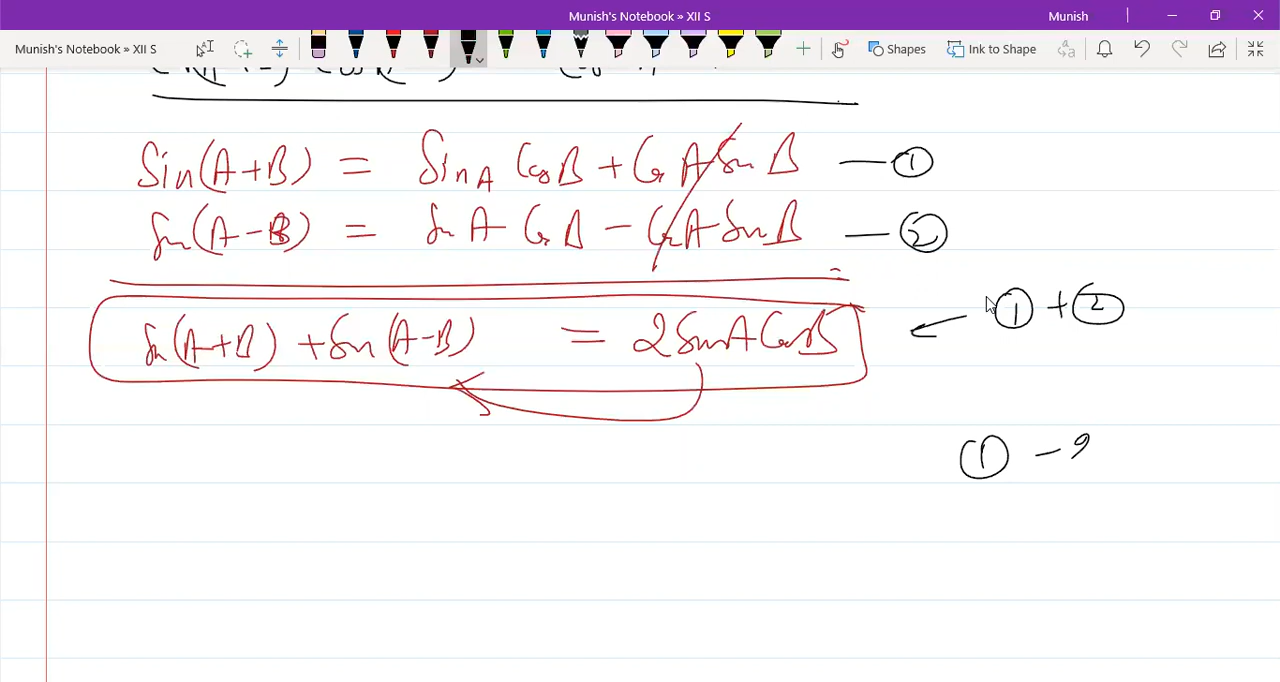 Munish's Notebook » XII S
Munish
Munish's Notebook » XII S
Shapes
Ink to Shape
Sin(A+B) = Sin A Cos B + Cos A Sin B — ①
Sin(A−B) = Sin A Cos B − Cos A Sin B — ②
Sin(A+B) + Sin(A−B) = 2 Sin A Cos B
① + ②
① −